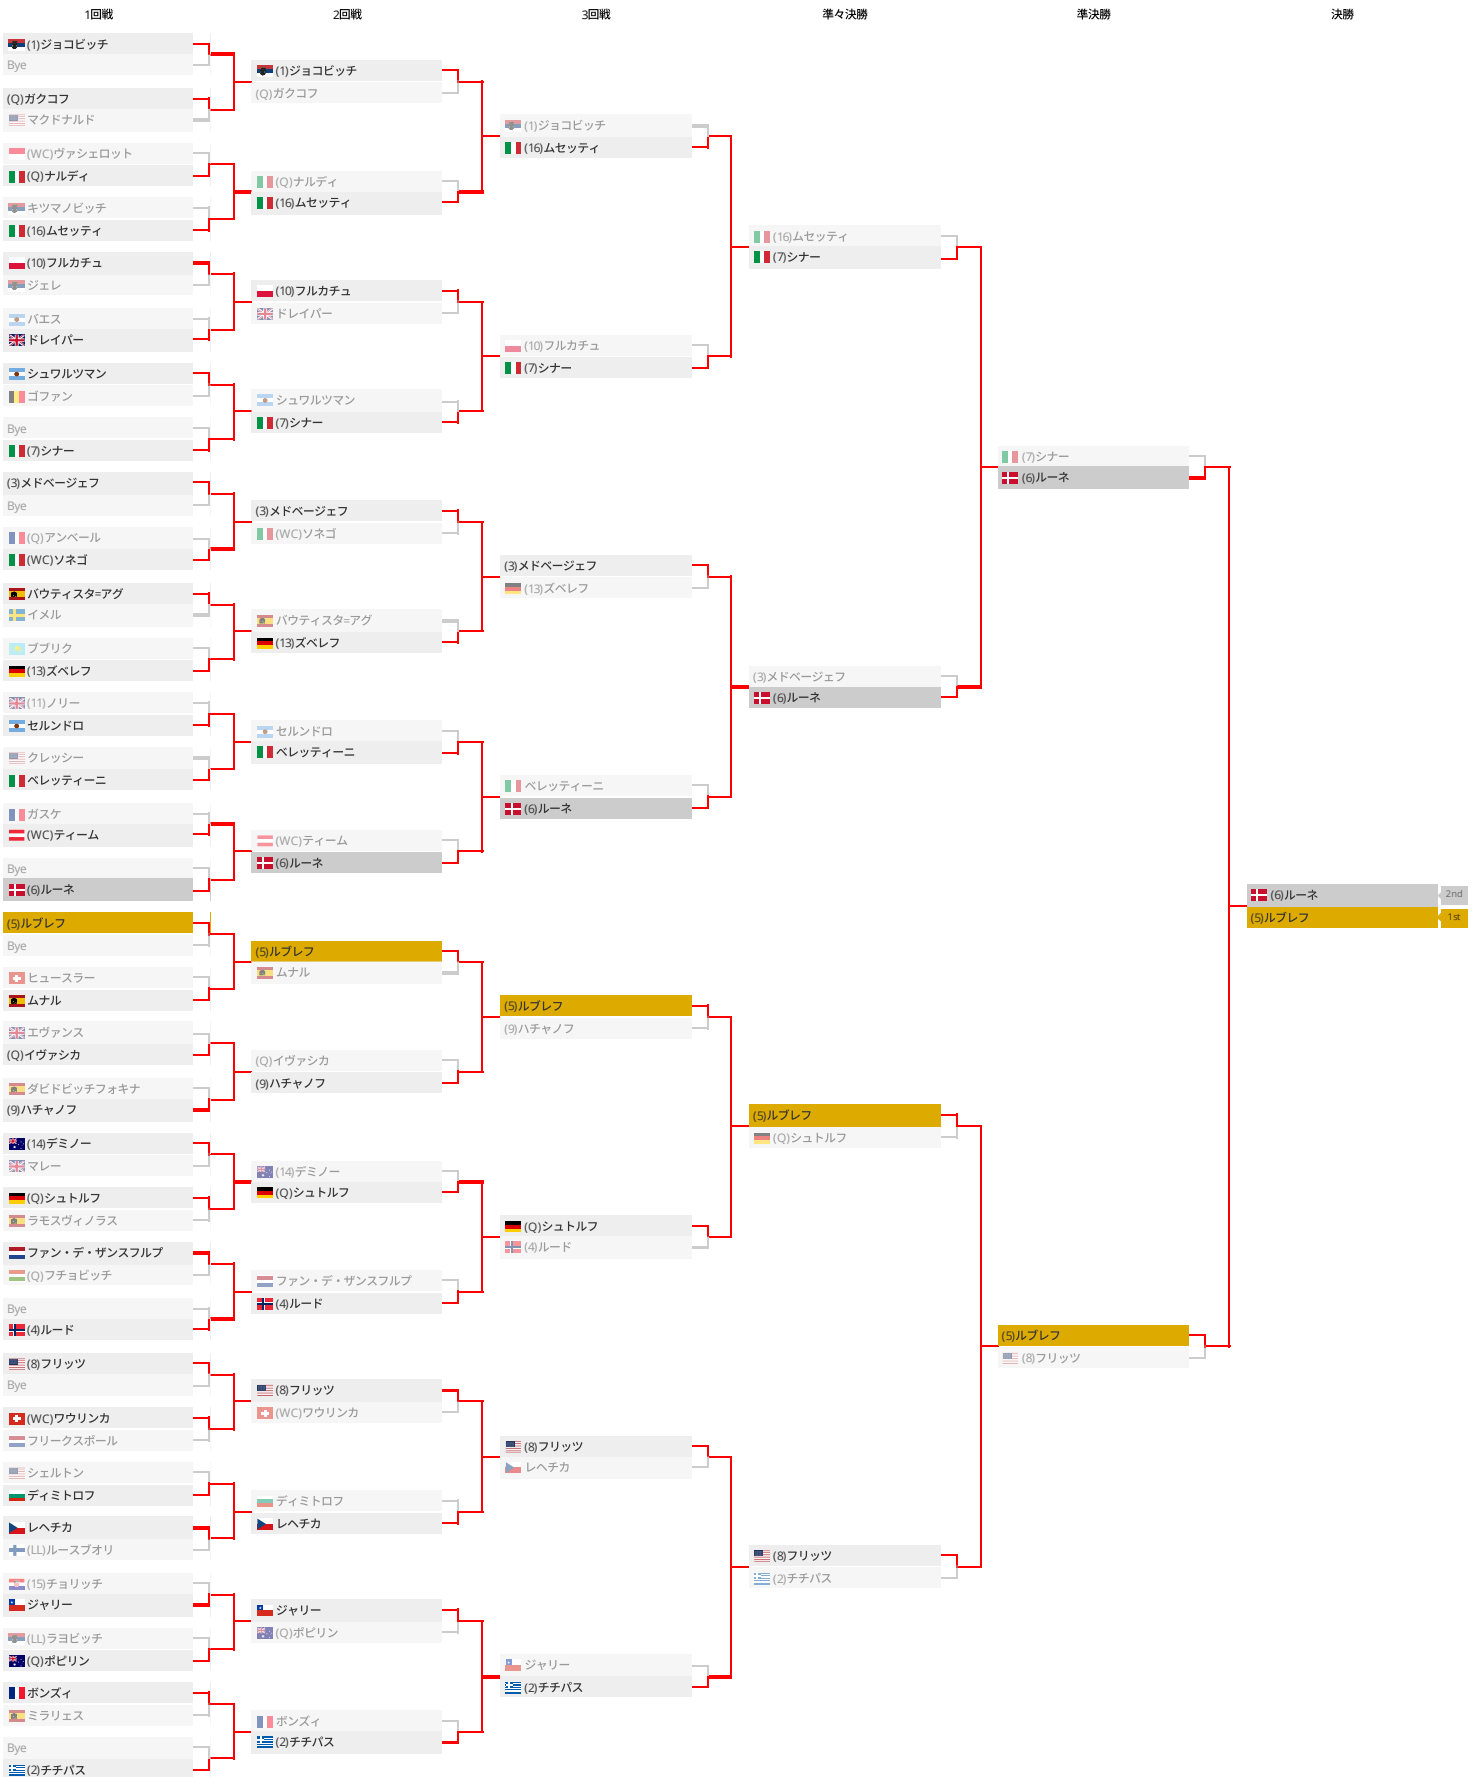 1回戦
2回戦
3回戦
準々決勝
準決勝
決勝
(1)ジョコビッチ
Bye
(Q)ガクコフ
マクドナルド
(WC)ヴァシェロット
(Q)ナルディ
キツマノビッチ
(16)ムセッティ
(10)フルカチュ
ジェレ
バエス
ドレイパー
シュワルツマン
ゴファン
Bye
(7)シナー
(3)メドベージェフ
Bye
(Q)アンベール
(WC)ソネゴ
バウティスタ=アグ
イメル
ブブリク
(13)ズベレフ
(11)ノリー
セルンドロ
クレッシー
ベレッティーニ
ガスケ
(WC)ティーム
Bye
(6)ルーネ
(5)ルブレフ
Bye
ヒュースラー
ムナル
エヴァンス
(Q)イヴァシカ
ダビドビッチフォキナ
(9)ハチャノフ
(14)デミノー
マレー
(Q)シュトルフ
ラモスヴィノラス
ファン・デ・ザンスフルプ
(Q)フチョビッチ
Bye
(4)ルード
(8)フリッツ
Bye
(WC)ワウリンカ
フリークスポール
シェルトン
ディミトロフ
レヘチカ
(LL)ルースブオリ
(15)チョリッチ
ジャリー
(LL)ラヨビッチ
(Q)ポピリン
ボンズィ
ミラリェス
Bye
(2)チチパス
(1)ジョコビッチ
(Q)ガクコフ
(Q)ナルディ
(16)ムセッティ
(10)フルカチュ
ドレイパー
シュワルツマン
(7)シナー
(3)メドベージェフ
(WC)ソネゴ
バウティスタ=アグ
(13)ズベレフ
セルンドロ
ベレッティーニ
(WC)ティーム
(6)ルーネ
(5)ルブレフ
ムナル
(Q)イヴァシカ
(9)ハチャノフ
(14)デミノー
(Q)シュトルフ
ファン・デ・ザンスフルプ
(4)ルード
(8)フリッツ
(WC)ワウリンカ
ディミトロフ
レヘチカ
ジャリー
(Q)ポピリン
ボンズィ
(2)チチパス
(1)ジョコビッチ
(16)ムセッティ
(10)フルカチュ
(7)シナー
(3)メドベージェフ
(13)ズベレフ
ベレッティーニ
(6)ルーネ
(5)ルブレフ
(9)ハチャノフ
(Q)シュトルフ
(4)ルード
(8)フリッツ
レヘチカ
ジャリー
(2)チチパス
(16)ムセッティ
(7)シナー
(3)メドベージェフ
(6)ルーネ
(5)ルブレフ
(Q)シュトルフ
(8)フリッツ
(2)チチパス
(7)シナー
(6)ルーネ
(5)ルブレフ
(8)フリッツ
(6)ルーネ
2nd
(5)ルブレフ
1st